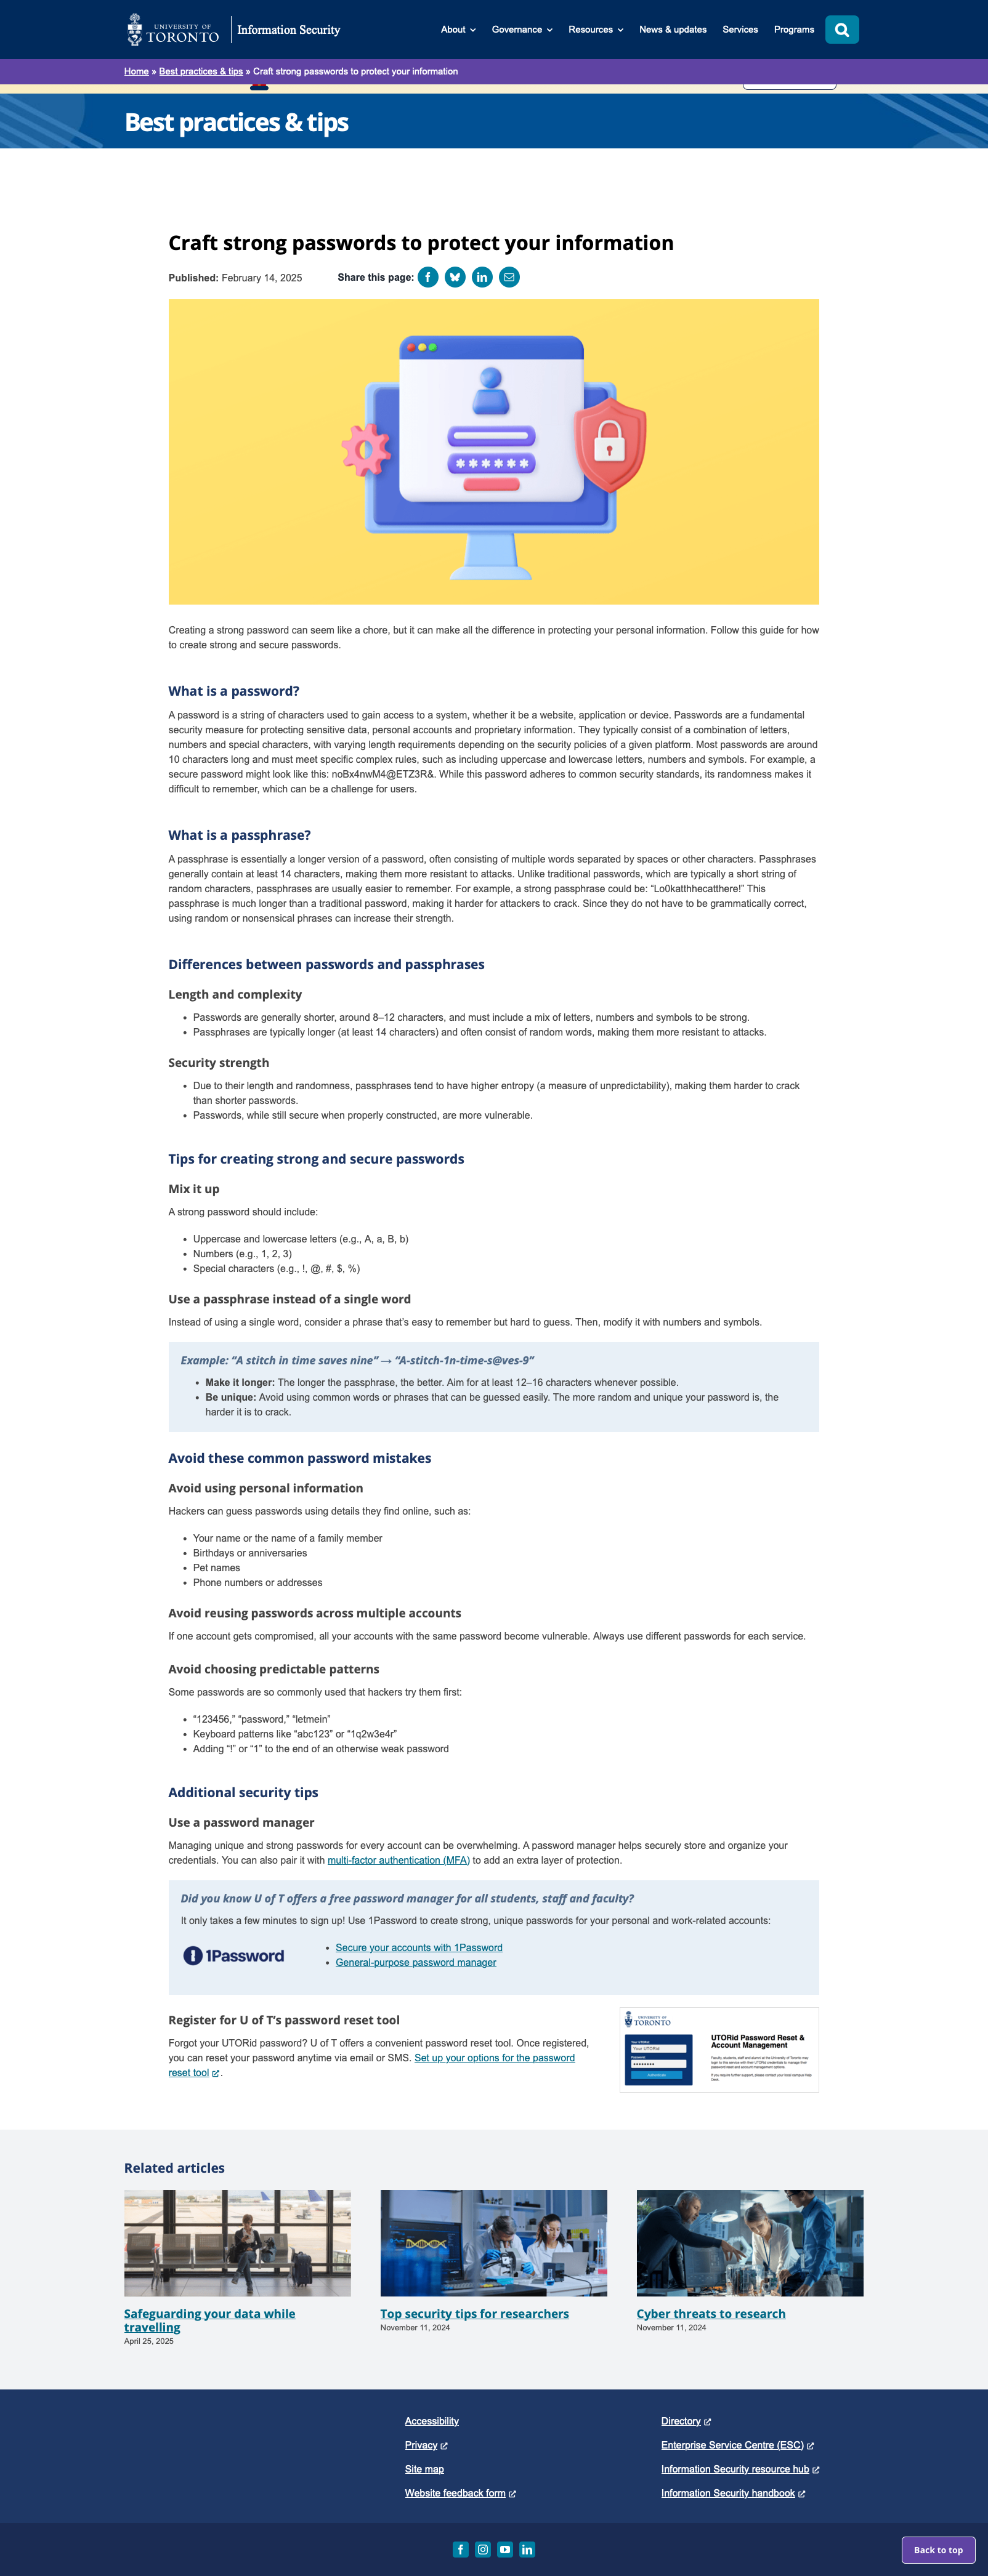 UNIVERSITY OF
TORONTO
Information Security
About
Governance
Resources
News & updates
Services
Programs
Home » Best practices & tips » Craft strong passwords to protect your information
Best practices & tips
Craft strong passwords to protect your information
Published: February 14, 2025
Share this page:
Creating a strong password can seem like a chore, but it can make all the difference in protecting your personal information. Follow this guide for how
to create strong and secure passwords.
What is a password?
A password is a string of characters used to gain access to a system, whether it be a website, application or device. Passwords are a fundamental
security measure for protecting sensitive data, personal accounts and proprietary information. They typically consist of a combination of letters,
numbers and special characters, with varying length requirements depending on the security policies of a given platform. Most passwords are around
10 characters long and must meet specific complex rules, such as including uppercase and lowercase letters, numbers and symbols. For example, a
secure password might look like this: noBx4nwM4@ETZ3R&. While this password adheres to common security standards, its randomness makes it
difficult to remember, which can be a challenge for users.
What is a passphrase?
A passphrase is essentially a longer version of a password, often consisting of multiple words separated by spaces or other characters. Passphrases
generally contain at least 14 characters, making them more resistant to attacks. Unlike traditional passwords, which are typically a short string of
random characters, passphrases are usually easier to remember. For example, a strong passphrase could be: “Lo0katthhecatthere!” This
passphrase is much longer than a traditional password, making it harder for attackers to crack. Since they do not have to be grammatically correct,
using random or nonsensical phrases can increase their strength.
Differences between passwords and passphrases
Length and complexity
• Passwords are generally shorter, around 8–12 characters, and must include a mix of letters, numbers and symbols to be strong.
• Passphrases are typically longer (at least 14 characters) and often consist of random words, making them more resistant to attacks.
Security strength
• Due to their length and randomness, passphrases tend to have higher entropy (a measure of unpredictability), making them harder to crack
than shorter passwords.
• Passwords, while still secure when properly constructed, are more vulnerable.
Tips for creating strong and secure passwords
Mix it up
A strong password should include:
• Uppercase and lowercase letters (e.g., A, a, B, b)
• Numbers (e.g., 1, 2, 3)
• Special characters (e.g., !, @, #, $, %)
Use a passphrase instead of a single word
Instead of using a single word, consider a phrase that’s easy to remember but hard to guess. Then, modify it with numbers and symbols.
Example: “A stitch in time saves nine” → “A-stitch-1n-time-s@ves-9”
• Make it longer: The longer the passphrase, the better. Aim for at least 12–16 characters whenever possible.
• Be unique: Avoid using common words or phrases that can be guessed easily. The more random and unique your password is, the
harder it is to crack.
Avoid these common password mistakes
Avoid using personal information
Hackers can guess passwords using details they find online, such as:
• Your name or the name of a family member
• Birthdays or anniversaries
• Pet names
• Phone numbers or addresses
Avoid reusing passwords across multiple accounts
If one account gets compromised, all your accounts with the same password become vulnerable. Always use different passwords for each service.
Avoid choosing predictable patterns
Some passwords are so commonly used that hackers try them first:
• “123456,” “password,” “letmein”
• Keyboard patterns like “abc123” or “1q2w3e4r”
• Adding “!” or “1” to the end of an otherwise weak password
Additional security tips
Use a password manager
Managing unique and strong passwords for every account can be overwhelming. A password manager helps securely store and organize your
credentials. You can also pair it with multi-factor authentication (MFA) to add an extra layer of protection.
Did you know U of T offers a free password manager for all students, staff and faculty?
It only takes a few minutes to sign up! Use 1Password to create strong, unique passwords for your personal and work-related accounts:
1Password
• Secure your accounts with 1Password
• General-purpose password manager
Register for U of T’s password reset tool
Forgot your UTORid password? U of T offers a convenient password reset tool. Once registered,
you can reset your password anytime via email or SMS. Set up your options for the password
reset tool.
UNIVERSITY OF
TORONTO
Your UTORid
Authenticate
UTORid Password Reset &
Account Management
Related articles
Safeguarding your data while
travelling
April 25, 2025
Top security tips for researchers
November 11, 2024
Cyber threats to research
November 11, 2024
Accessibility
Privacy
Site map
Website feedback form
Directory
Enterprise Service Centre (ESC)
Information Security resource hub
Information Security handbook
Back to top